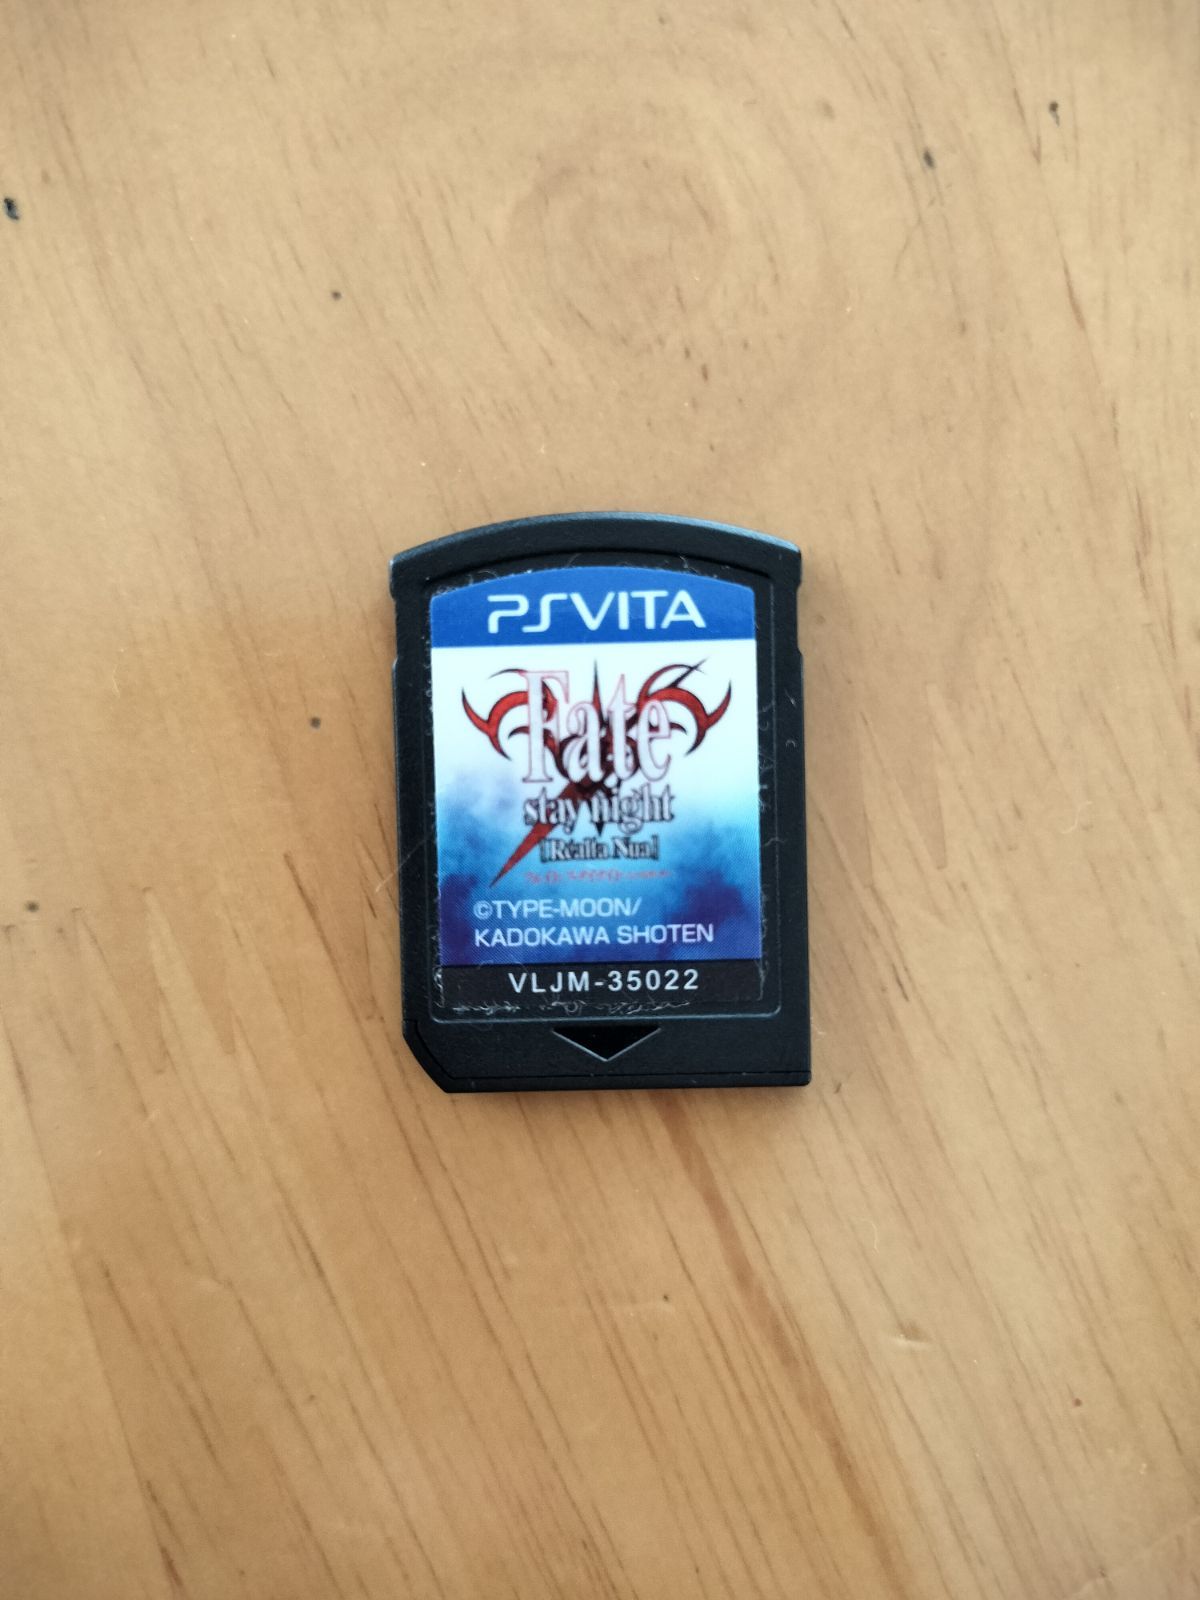 PSVITA
Fate
stay night
[Réalta Nua]
©TYPE-MOON/
KADOKAWA SHOTEN
VLJM-35022